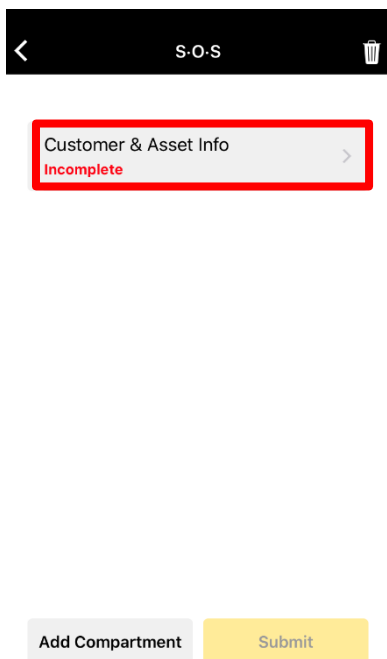 S·O·S
Customer & Asset Info
Incomplete
Add Compartment
Submit